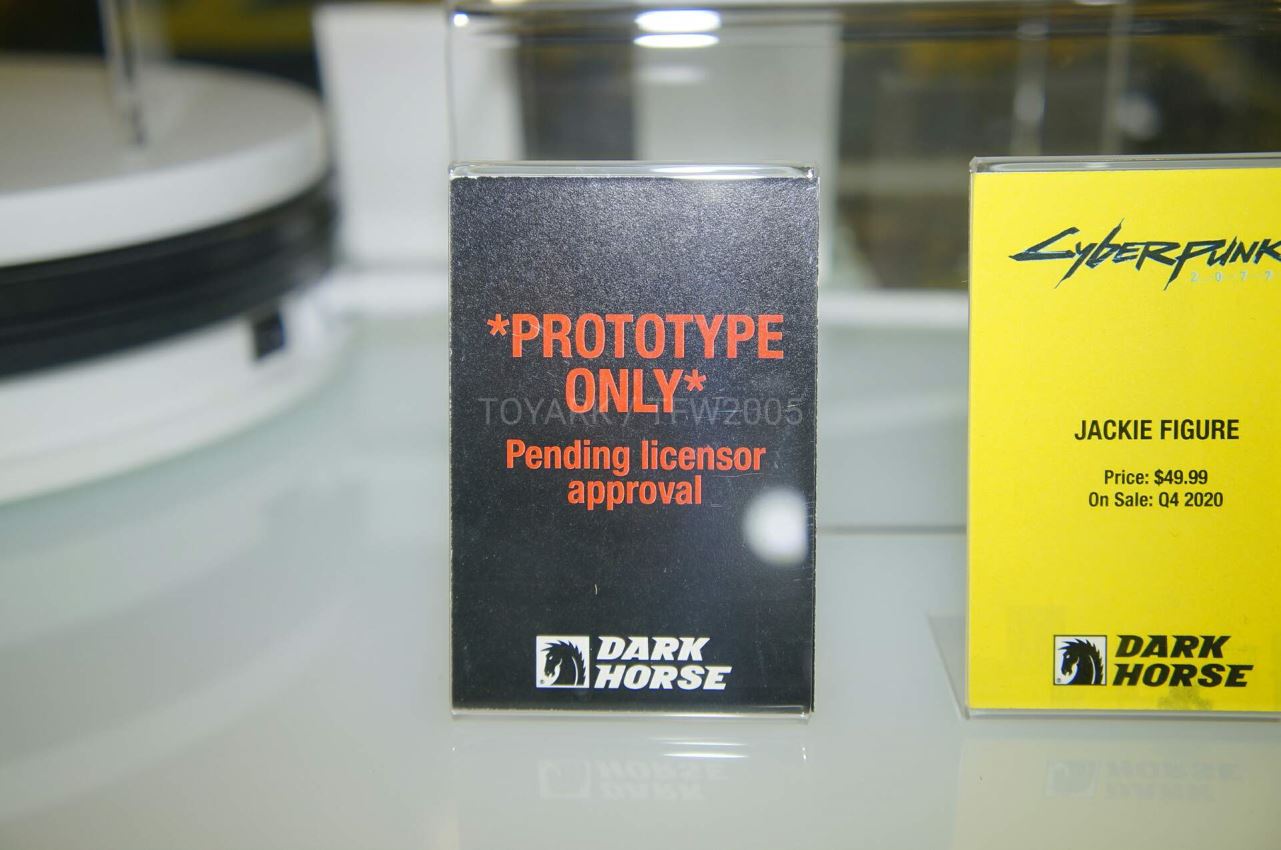 *PROTOTYPE
ONLY*
TOYARK / TFW2005
Pending licensor
approval
DARK
HORSE
CYBERPUNK
2077
JACKIE FIGURE
Price: $49.99
On Sale: Q4 2020
DARK
HORSE